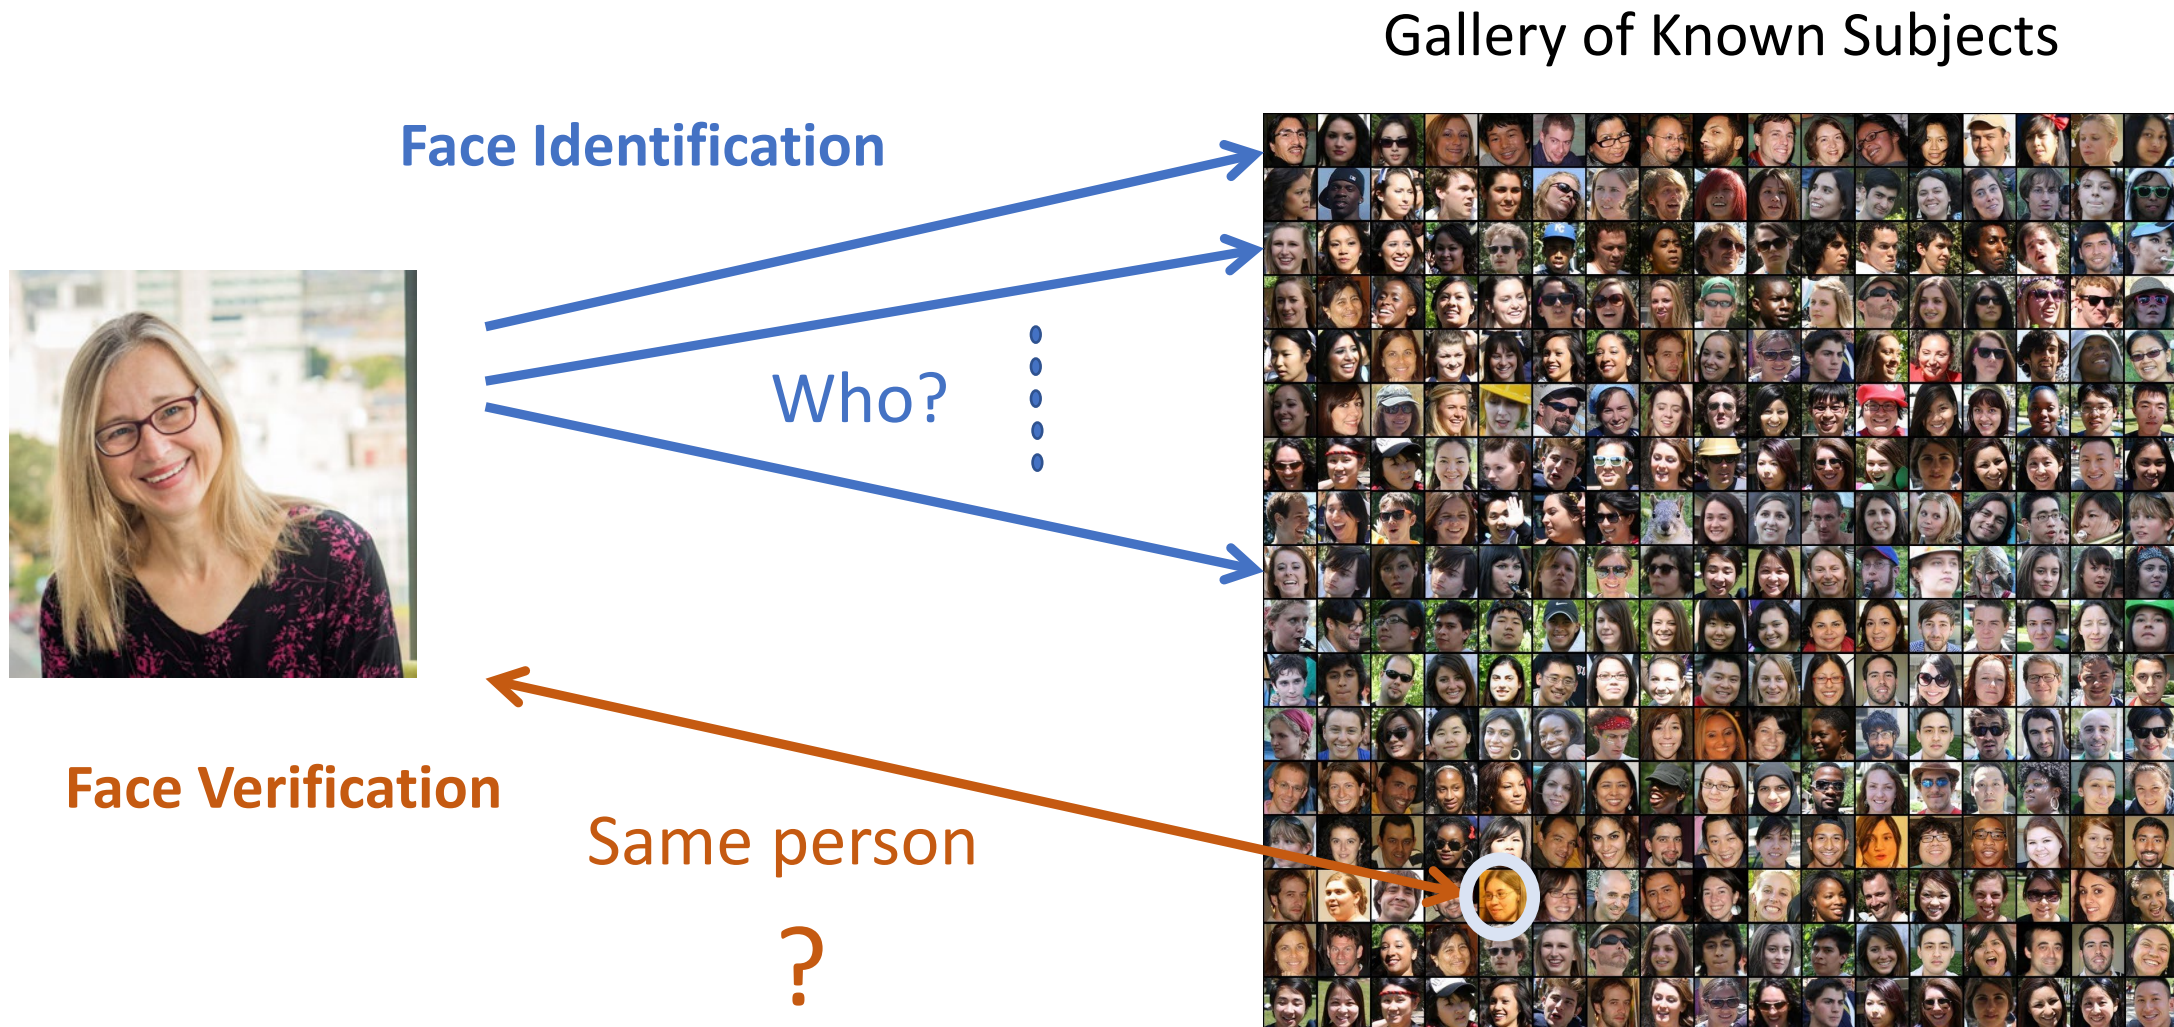 Gallery of Known Subjects
Face Identification
Who?
Face Verification
Same person
?